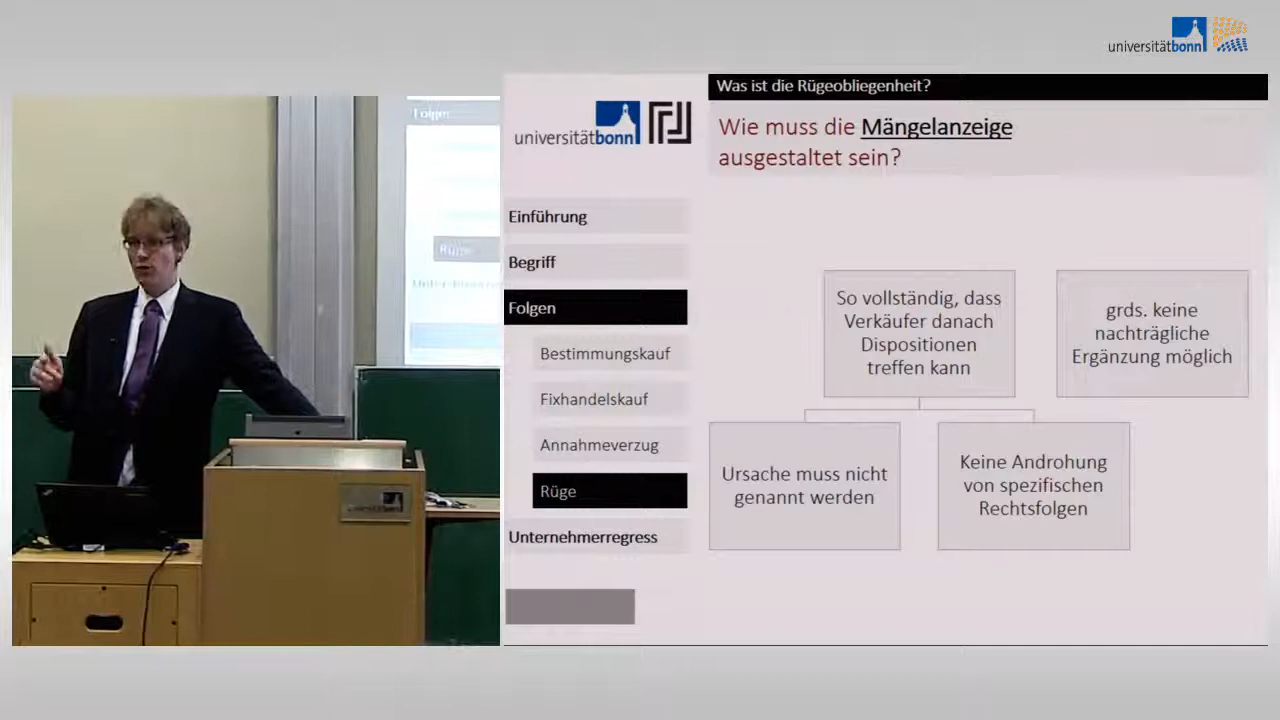 universitätbonn
Was ist die Rügeobliegenheit?
universitätbonn
Wie muss die Mängelanzeige
ausgestaltet sein?
Einführung
Begriff
Folgen
Bestimmungskauf
Fixhandelskauf
Annahmeverzug
Rüge
Unternehmerregress
So vollständig, dass
Verkäufer danach
Dispositionen
treffen kann
grds. keine
nachträgliche
Ergänzung möglich
Ursache muss nicht
genannt werden
Keine Androhung
von spezifischen
Rechtsfolgen
Folgen
Rüge